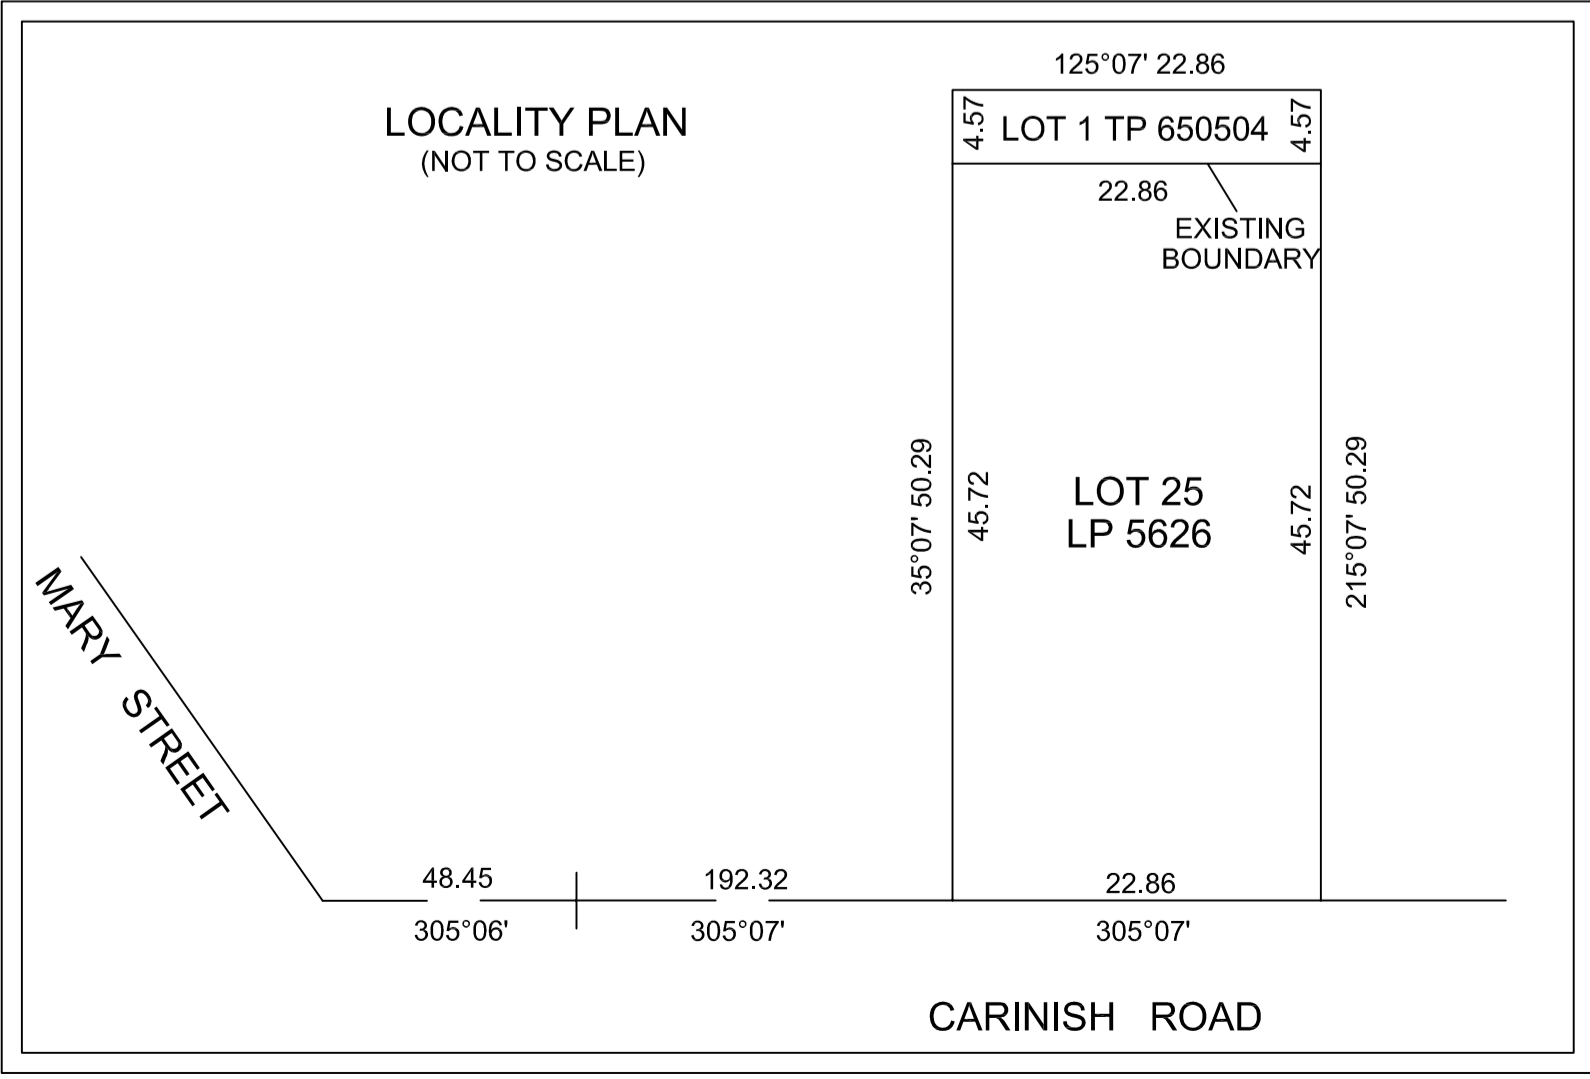 125°07' 22.86
LOCALITY PLAN
(NOT TO SCALE)
4.57
LOT 1 TP 650504
4.57
22.86
EXISTING
BOUNDARY
35°07' 50.29
45.72
LOT 25
LP 5626
45.72
215°07' 50.29
MARY STREET
48.45
192.32
22.86
305°06'
305°07'
305°07'
CARINISH ROAD